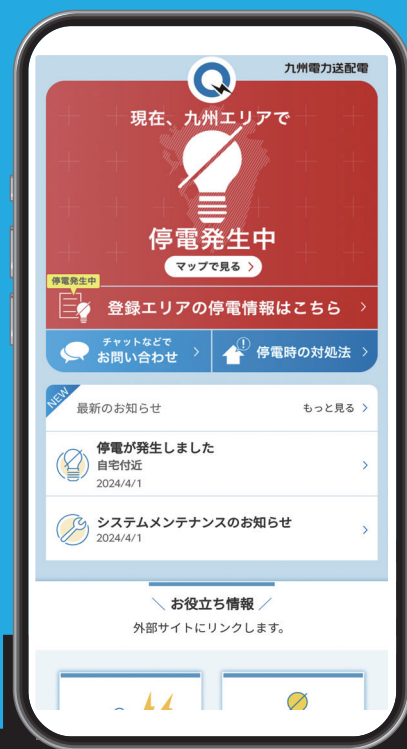 九州電力送配電
現在、九州エリアで
停電発生中
マップで見る
停電発生中
登録エリアの停電情報はこちら
チャットなどで
お問い合わせ
停電時の対処法
NEW
最新のお知らせ
もっと見る
停電が発生しました
自宅付近
2024/4/1
システムメンテナンスのお知らせ
2024/4/1
お役立ち情報
外部サイトにリンクします。